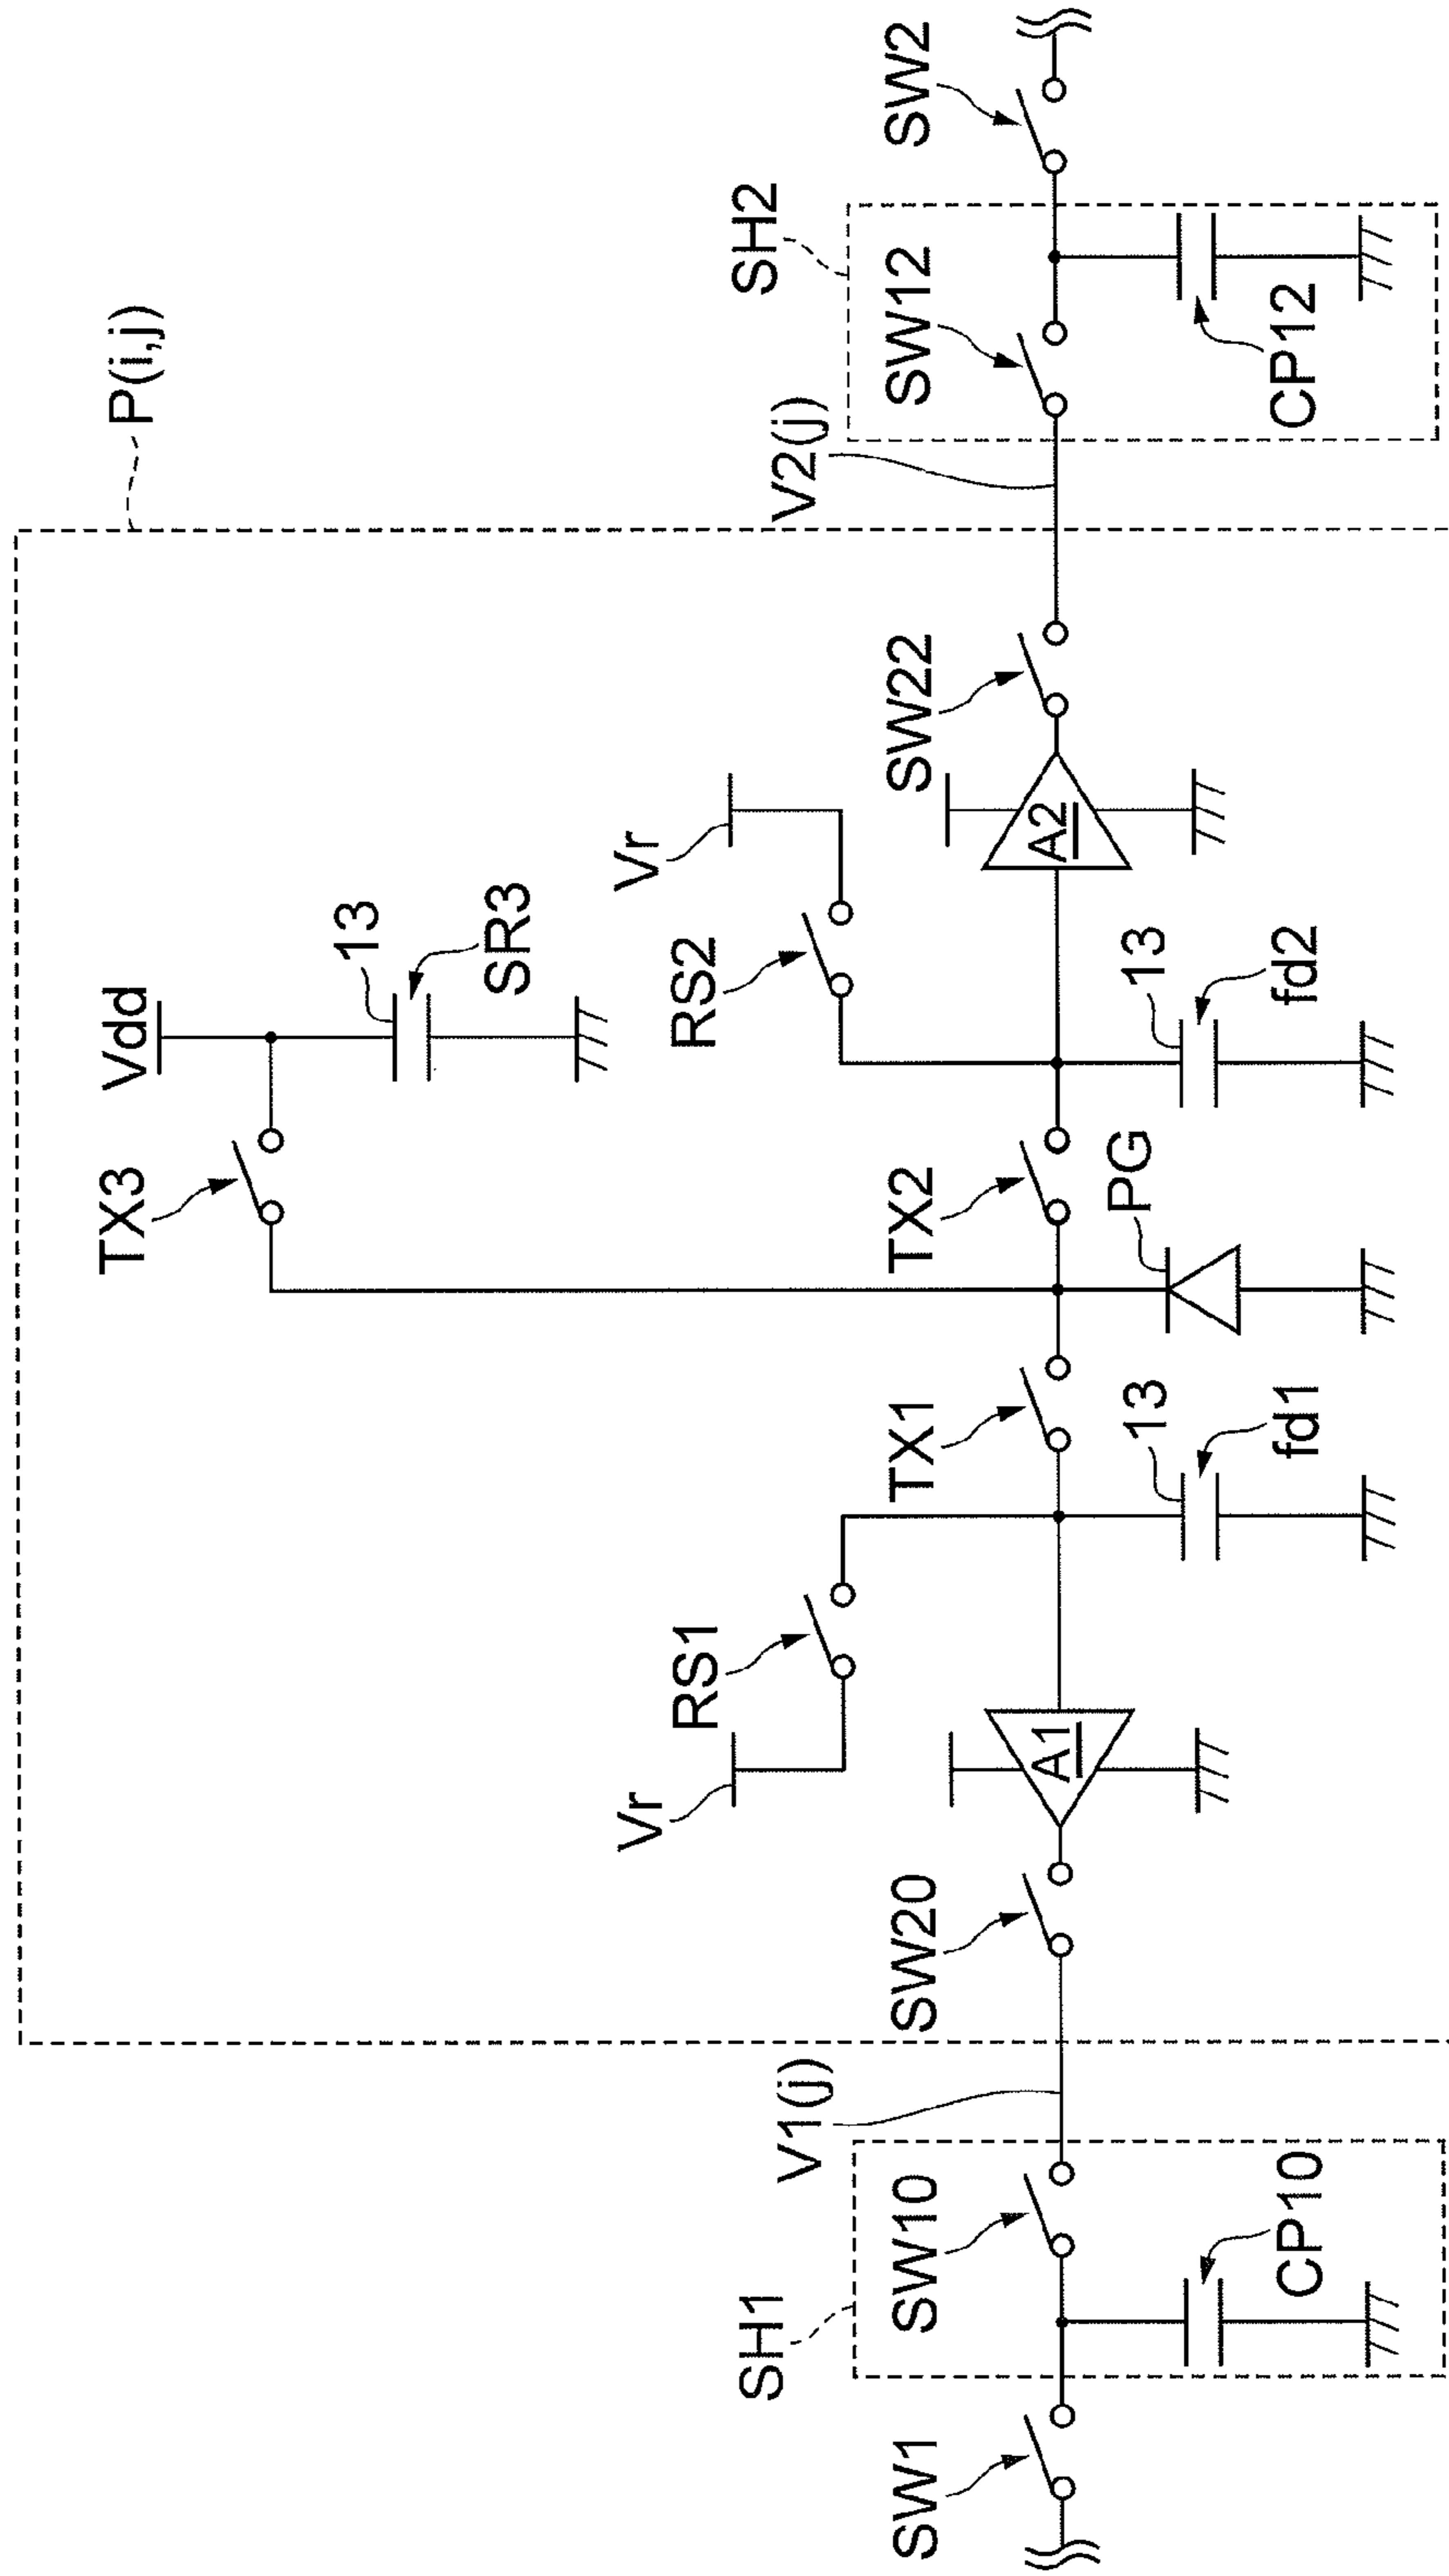 P(i,j)
Vdd
TX3
13
SR3
Vr
RS1
Vr
RS2
SH1
V1(j)
V2(j)
SH2
SW1
SW10
SW20
A1
TX1
TX2
A2
SW22
SW12
SW2
CP10
13
fd1
PG
13
fd2
CP12